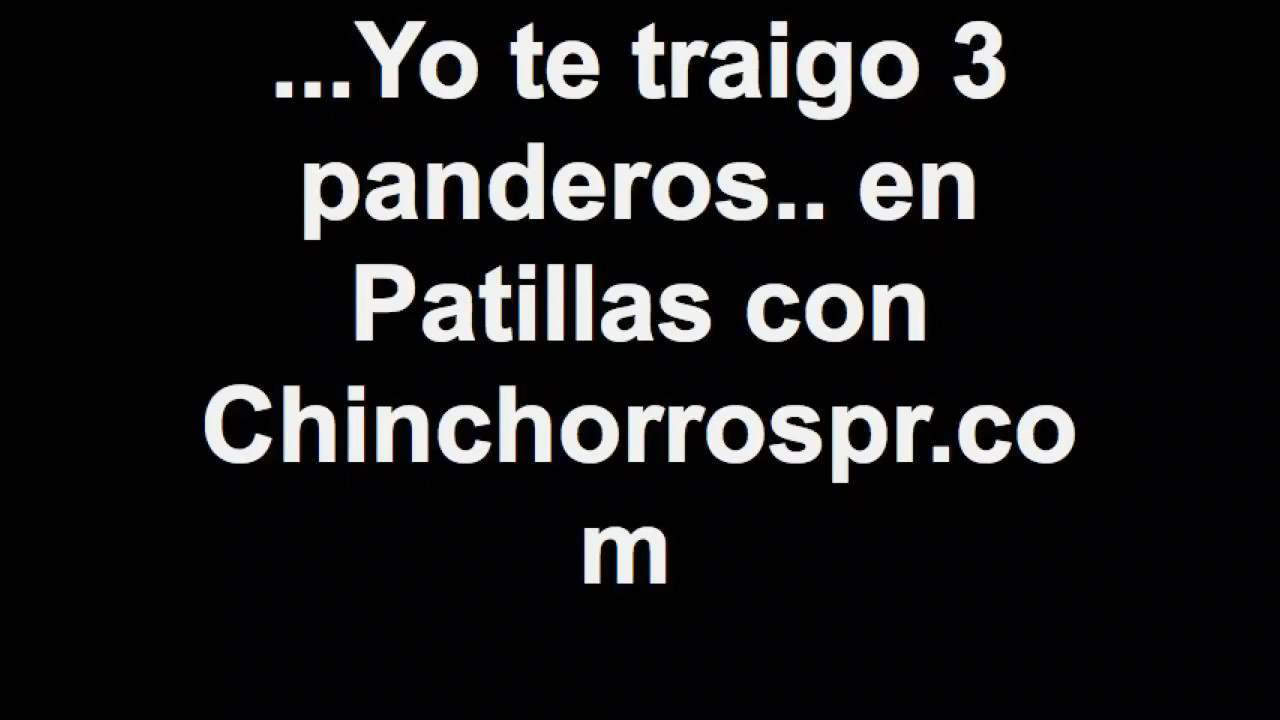 ...Yo te traigo 3
panderos.. en
Patillas con
Chinchorrospr.co
m